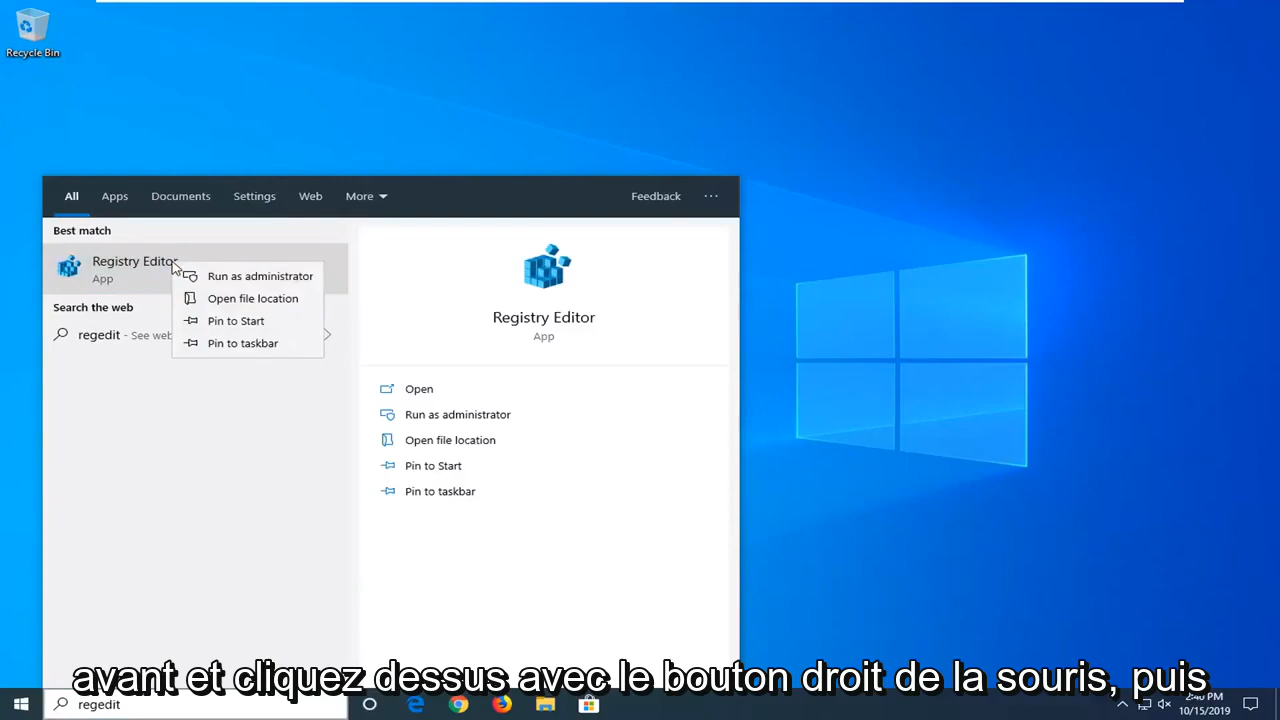 Recycle Bin
All Apps Documents Settings Web More Feedback ···
Best match
Registry Editor
App
Run as administrator
Open file location
Pin to Start
Pin to taskbar
Search the web
regedit - See web
Registry Editor
App
Open
Run as administrator
Open file location
Pin to Start
Pin to taskbar
avant et cliquez dessus avec le bouton droit de la souris, puis
regedit
2:40 PM
10/15/2019